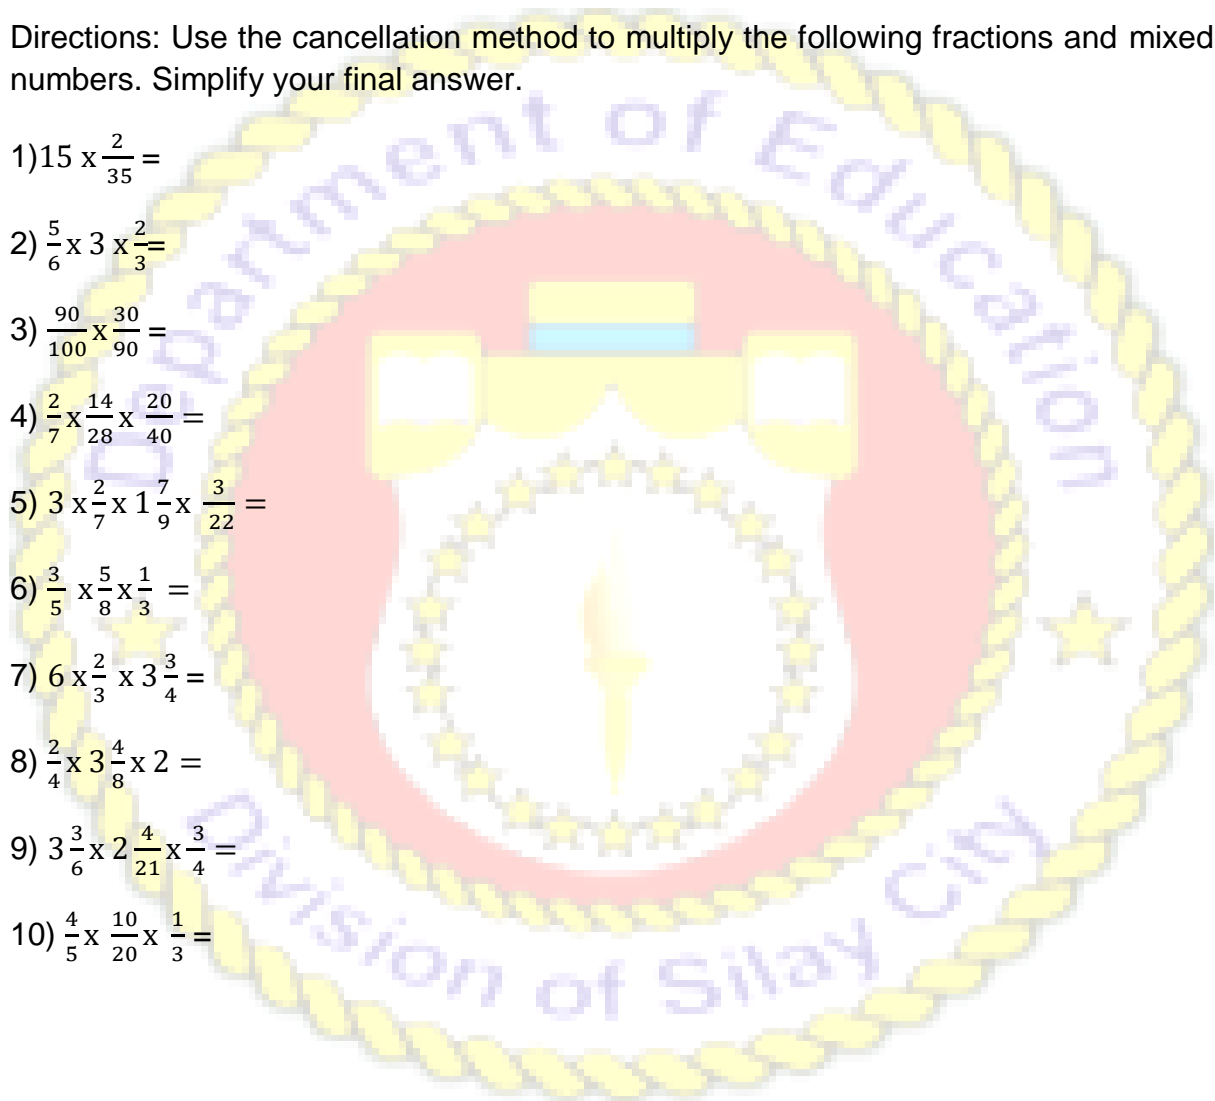 Directions: Use the cancellation method to multiply the following fractions and mixed
numbers. Simplify your final answer.
1)15 x 2/35 =
2) 5/6 x 3 x 2/3=
3) 90/100 x 30/90 =
4) 2/7 x 14/28 x 20/40 =
5) 3 x 2/7 x 1 7/9 x 3/22 =
6) 3/5 x 5/8 x 1/3 =
7) 6 x 2/3 x 3 3/4 =
8) 2/4 x 3 4/8 x 2 =
9) 3 3/6 x 2 4/21 x 3/4 =
10) 4/5 x 10/20 x 1/3 =
Department of Education
Division of Silay City